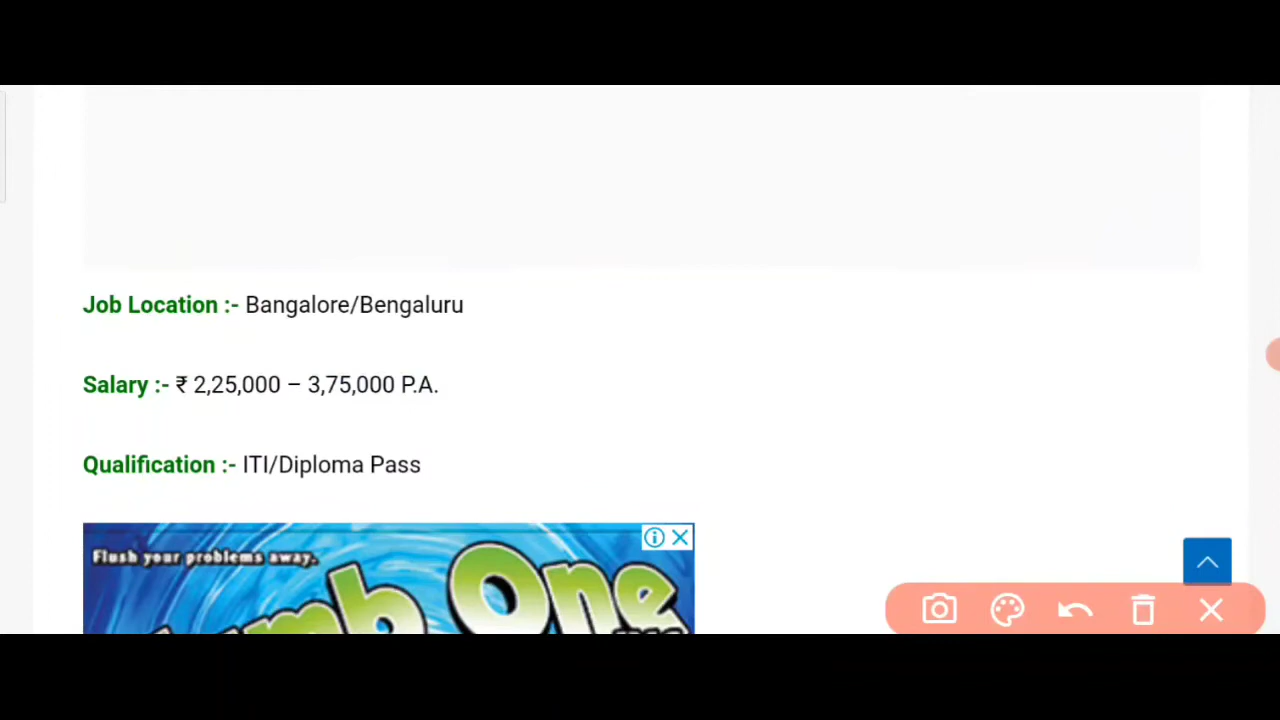 Job Location :- Bangalore/Bengaluru
Salary :- ₹ 2,25,000 – 3,75,000 P.A.
Qualification :- ITI/Diploma Pass
Flush your problems away.
One